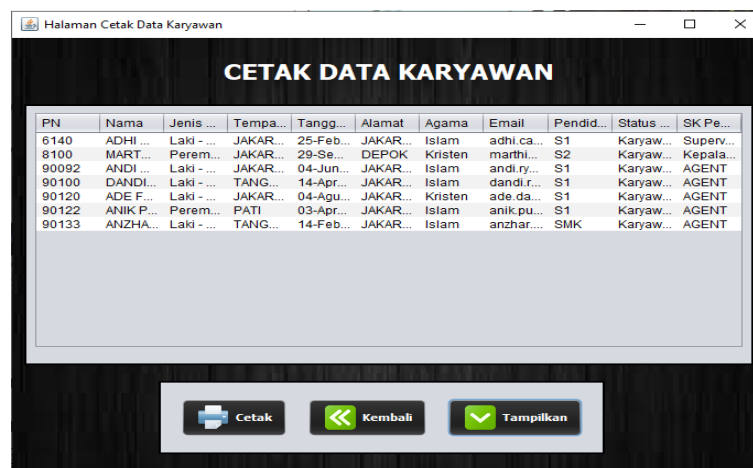 Halaman Cetak Data Karyawan
CETAK DATA KARYAWAN
PN Nama Jenis ... Tempa... Tangg... Alamat Agama Email Pendid... Status ... SK Pe...
6140 ADHI ... Laki - ... JAKAR... 25-Feb... JAKAR... Islam adhi.ca... S1 Karyaw... Superv...
8100 MART... Perem... JAKAR... 29-Se... DEPOK Kristen marthi... S2 Karyaw... Kepala...
90092 ANDI ... Laki - ... JAKAR... 04-Jun... JAKAR... Islam andi.ry... S1 Karyaw... AGENT
90100 DANDI... Laki - ... TANG... 14-Apr... JAKAR... Islam dandi.r... S1 Karyaw... AGENT
90120 ADE F... Laki - ... JAKAR... 04-Agu... JAKAR... Kristen ade.da... S1 Karyaw... AGENT
90122 ANIK P... Perem... PATI 03-Apr... JAKAR... Islam anik.pu... S1 Karyaw... AGENT
90133 ANZHA... Laki - ... TANG... 14-Feb... JAKAR... Islam anzhar.... SMK Karyaw... AGENT
Cetak Kembali Tampilkan